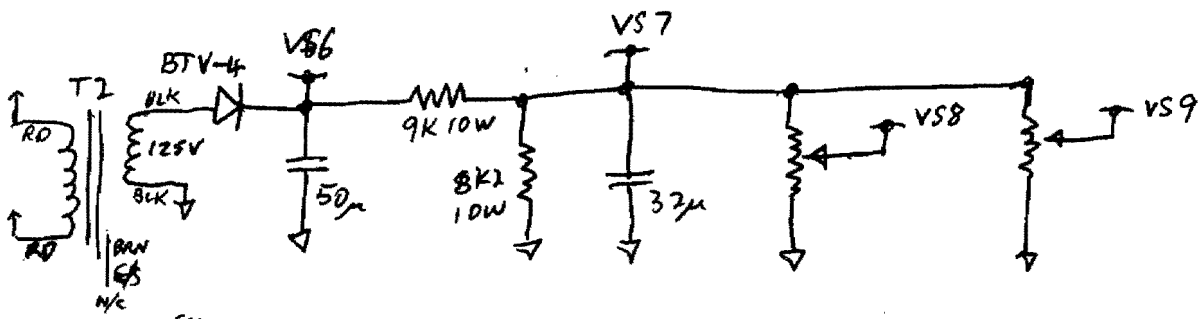 T2
RD
RD
BLK
125V
BLK
BRN
E/S
N/C
BTV-4
VS6
50μ
9K 10W
8K2
10W
VS7
32μ
VS8
VS9